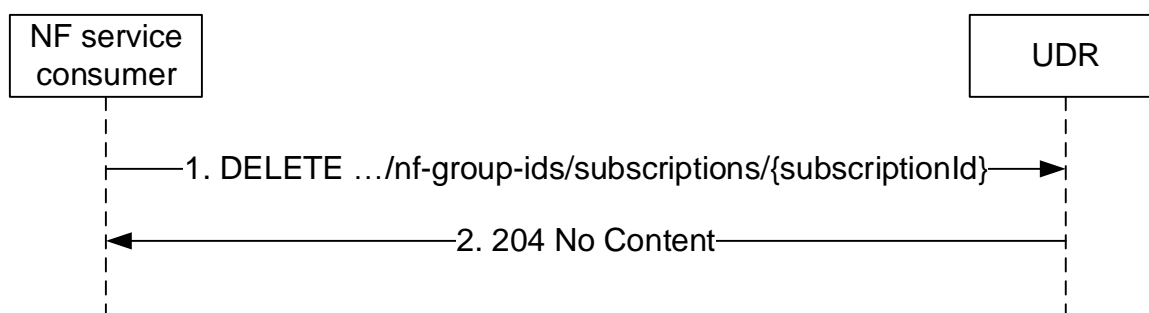 NF service
consumer
UDR
1. DELETE …/nf-group-ids/subscriptions/{subscriptionId}
2. 204 No Content